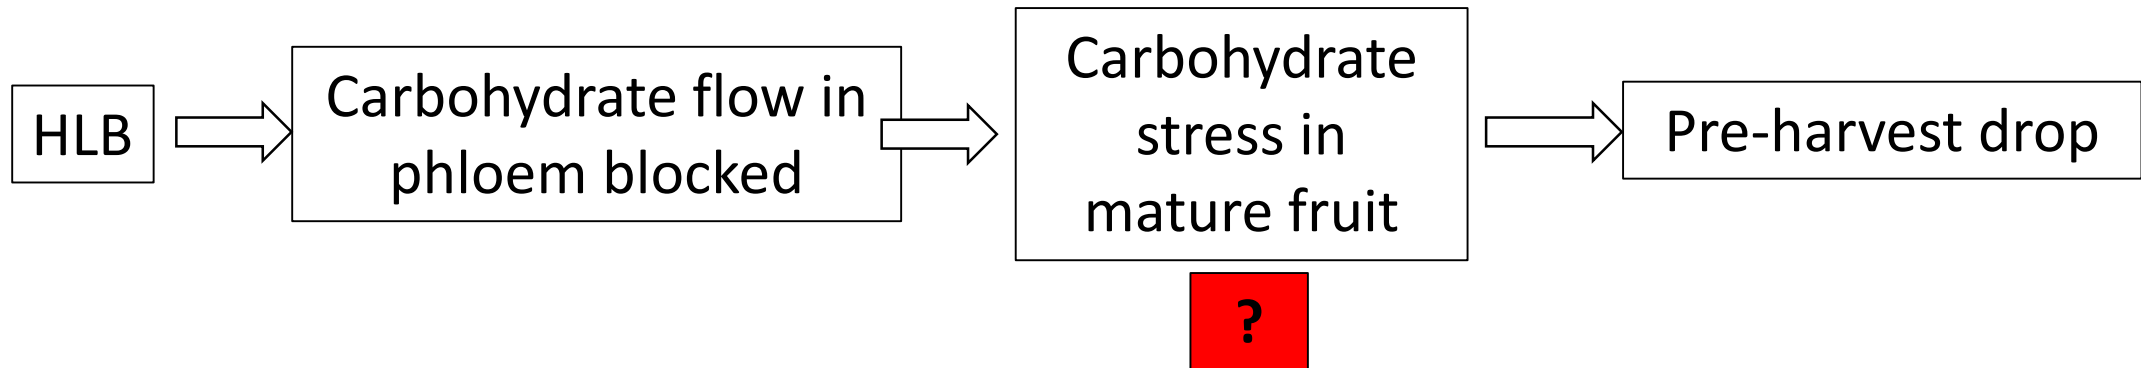 HLB
Carbohydrate flow in
phloem blocked
Carbohydrate
stress in
mature fruit
?
Pre-harvest drop